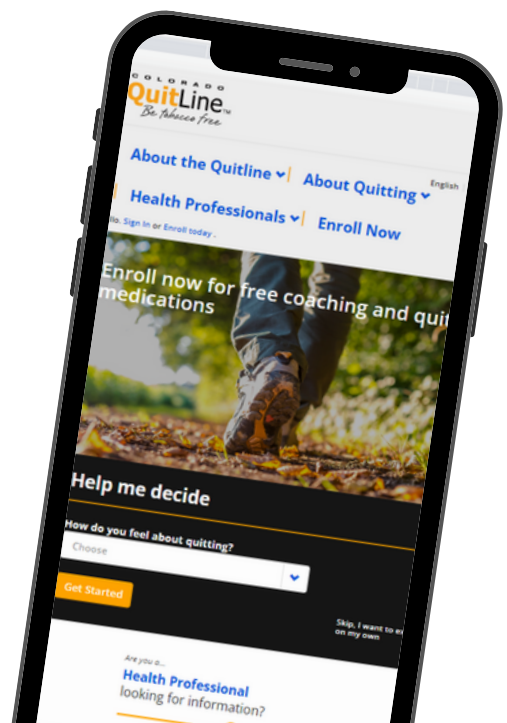 COLORADO
QuitLine™
Be tobacco free
English
About the Quitline
About Quitting
Health Professionals
Enroll Now
Sign In or Enroll today .
Enroll now for free coaching and quit
medications
Help me decide
How do you feel about quitting?
Choose
Get Started
Skip, I want to
on my own
Are you a...
Health Professional
looking for information?